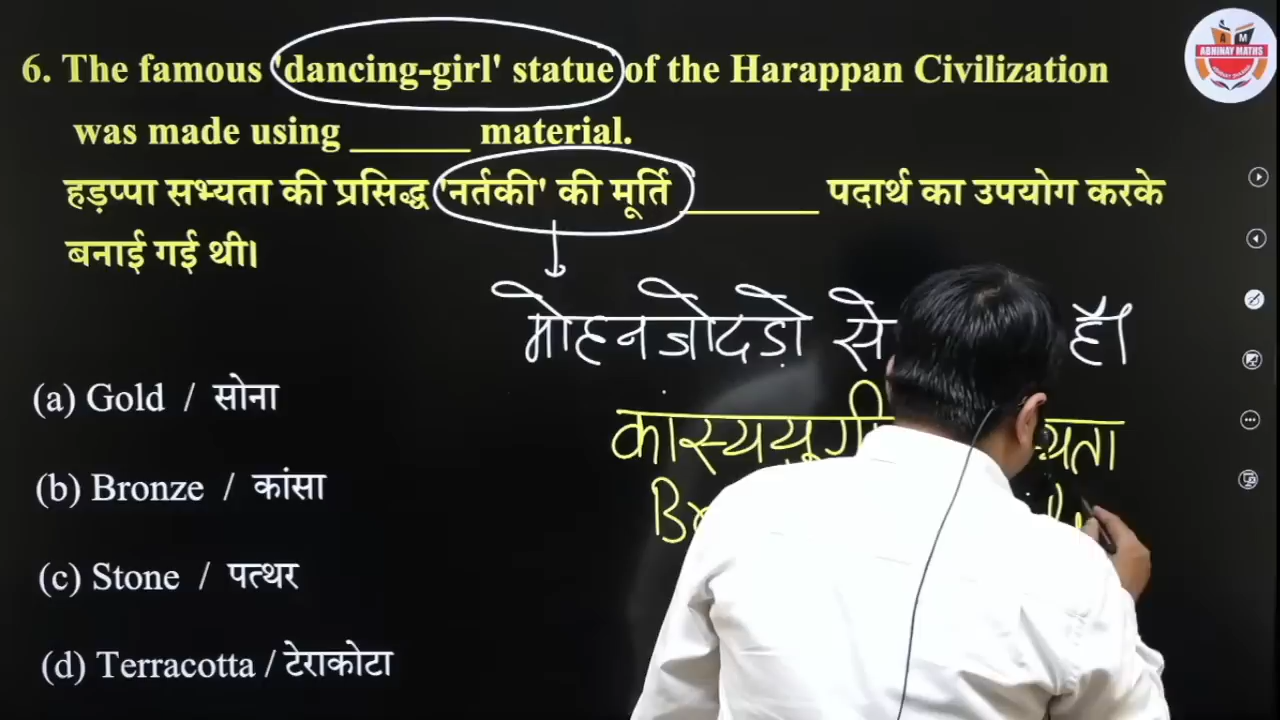 6. The famous 'dancing-girl' statue of the Harappan Civilization
was made using ______ material.
हड़प्पा सभ्यता की प्रसिद्ध 'नर्तकी' की मूर्ति _______ पदार्थ का उपयोग करके
बनाई गई थी।
मोहनजोदड़ो से है।
(a) Gold / सोना
(b) Bronze / कांसा
(c) Stone / पत्थर
(d) Terracotta / टेराकोटा
A M
ABHINAY MATHS